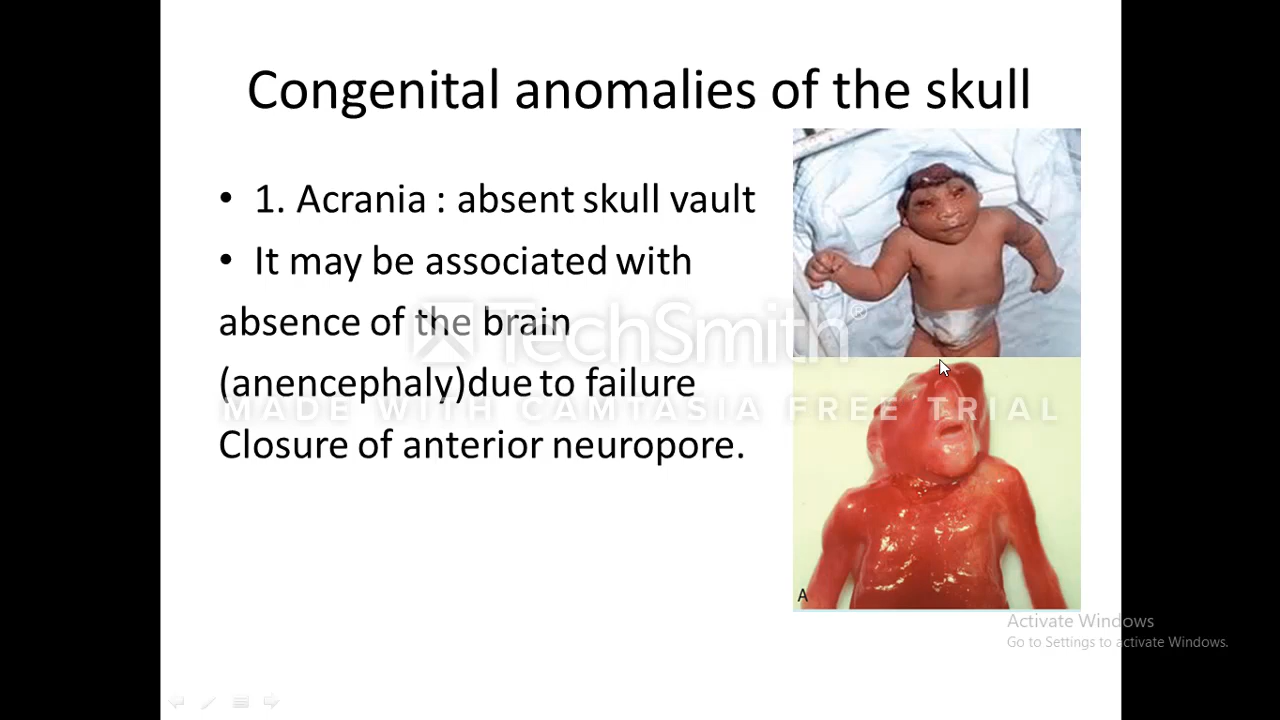 Congenital anomalies of the skull
• 1. Acrania : absent skull vault
• It may be associated with
absence of the brain
(anencephaly)due to failure
Closure of anterior neuropore.
TechSmith®
MADE WITH CAMTASIA FREE TRIAL
A
Activate Windows
Go to Settings to activate Windows.